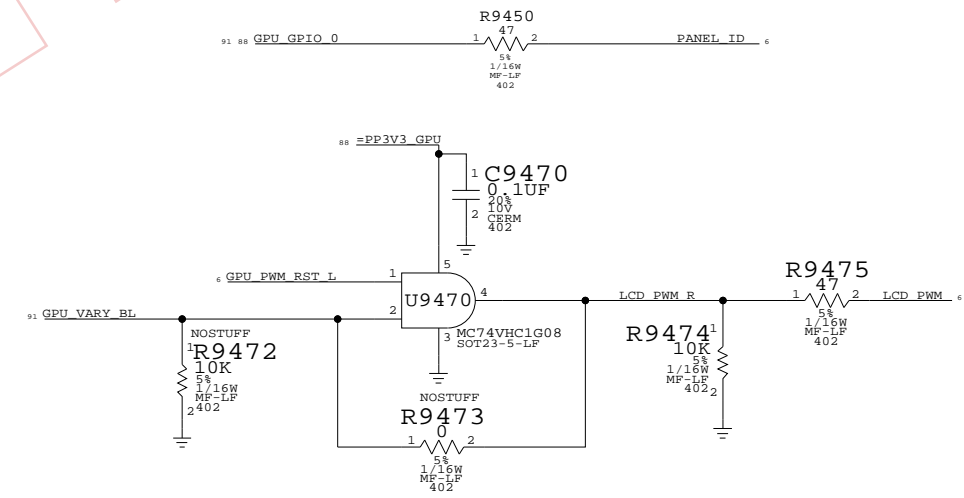 R9450
47
91 88 GPU_GPIO_0 1 2 PANEL_ID 6
5%
1/16W
MF-LF
402
88 =PP3V3_GPU
1 C9470
0.1UF
20%
10V
2 CERM
402
5
6 GPU_PWM_RST_L 1
U9470 4 LCD_PWM_R
91 GPU_VARY_BL 2
3 MC74VHC1G08
SOT23-5-LF
R9475
47
1 2 LCD_PWM 6
5%
1/16W
MF-LF
402
R9474 1
10K
5%
1/16W
MF-LF
402 2
NOSTUFF
1 R9472
10K
5%
1/16W
MF-LF
2 402
NOSTUFF
R9473
0
1 2
5%
1/16W
MF-LF
402